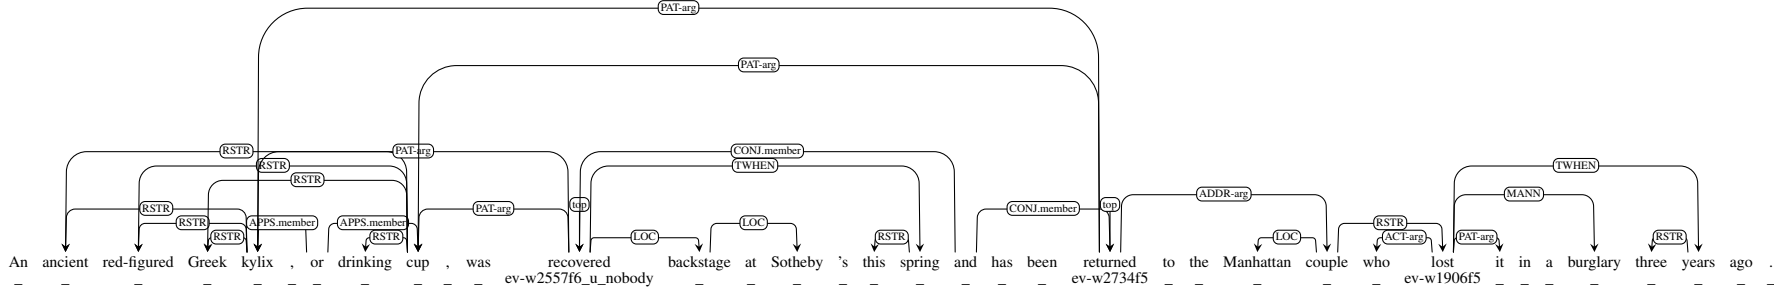 PAT-arg
PAT-arg
RSTR PAT-arg CONJ.member
RSTR TWHEN TWHEN
RSTR
ADDR-arg MANN
RSTR PAT-arg top CONJ.member top
RSTR APPS.member APPS.member LOC RSTR
RSTR RSTR LOC RSTR LOC ACT-arg PAT-arg RSTR
An ancient red-figured Greek kylix , or drinking cup , was recovered backstage at Sotheby 's this spring and has been returned to the Manhattan couple who lost it in a burglary three years ago .
_ _ _ _ _ _ _ _ _ _ _ ev-w2557f6_u_nobody _ _ _ _ _ _ _ _ _ ev-w2734f5 _ _ _ _ _ ev-w1906f5 _ _ _ _ _ _ _ _